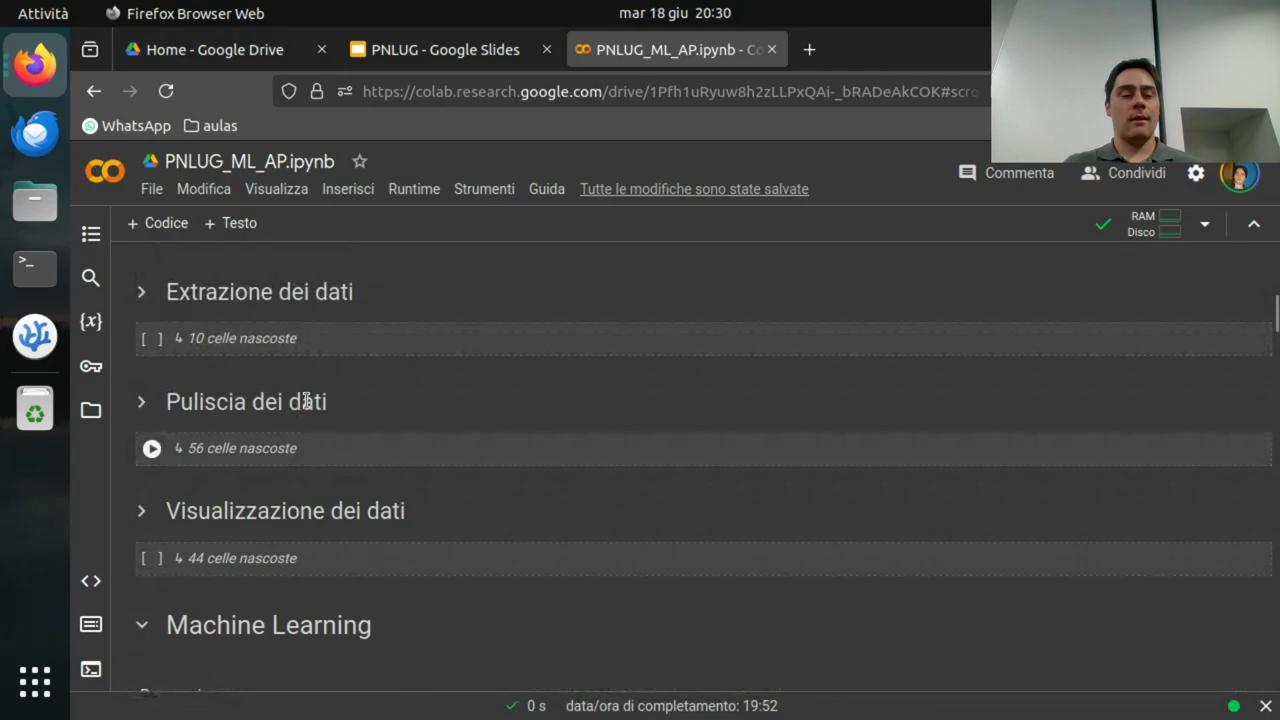 Attività
Firefox Browser Web
mar 18 giu 20:30
Home - Google Drive
PNLUG - Google Slides
PNLUG_ML_AP.ipynb - Co
https://colab.research.google.com/drive/1Pfh1uRyuw8h2zLLPxQAi-_bRADeAkCOK#scro
WhatsApp
aulas
PNLUG_ML_AP.ipynb
File Modifica Visualizza Inserisci Runtime Strumenti Guida Tutte le modifiche sono state salvate
Commenta
Condividi
+ Codice + Testo
RAM
Disco
Extrazione dei dati
[ ] ↳ 10 celle nascoste
Puliscia dei dati
↳ 56 celle nascoste
Visualizzazione dei dati
[ ] ↳ 44 celle nascoste
Machine Learning
0 s data/ora di completamento: 19:52